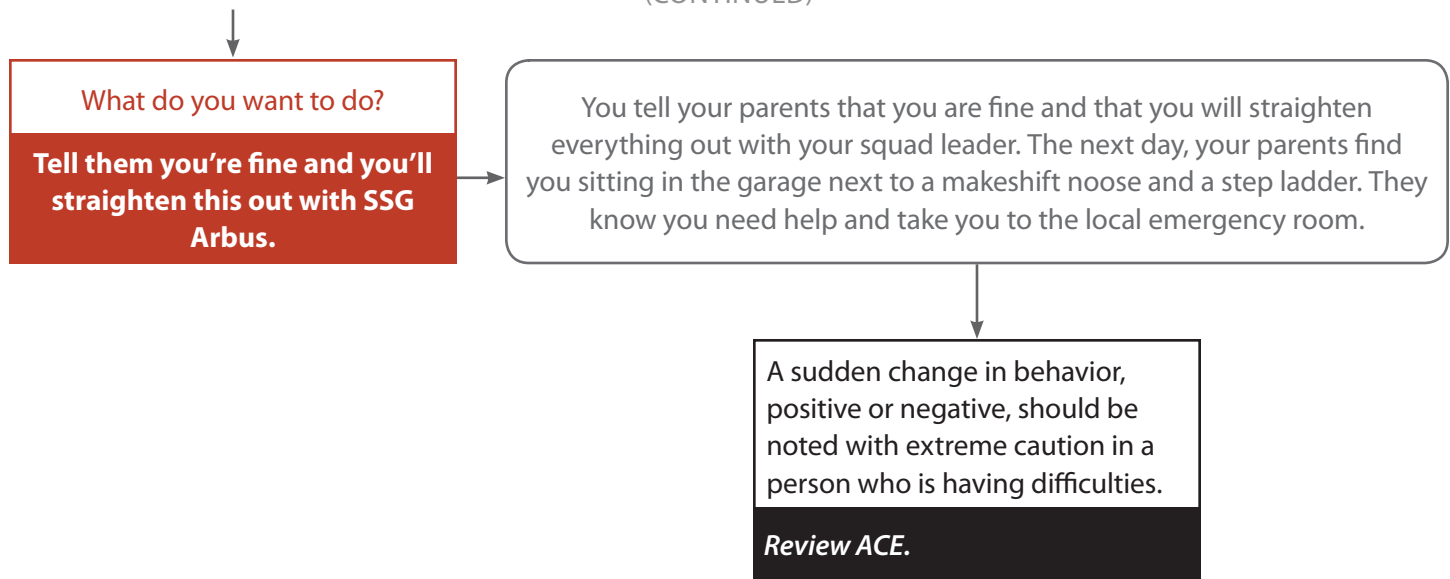 (CONTINUED)
What do you want to do?
Tell them you’re fine and you’ll
straighten this out with SSG
Arbus.
You tell your parents that you are fine and that you will straighten
everything out with your squad leader. The next day, your parents find
you sitting in the garage next to a makeshift noose and a step ladder. They
know you need help and take you to the local emergency room.
A sudden change in behavior,
positive or negative, should be
noted with extreme caution in a
person who is having difficulties.
Review ACE.